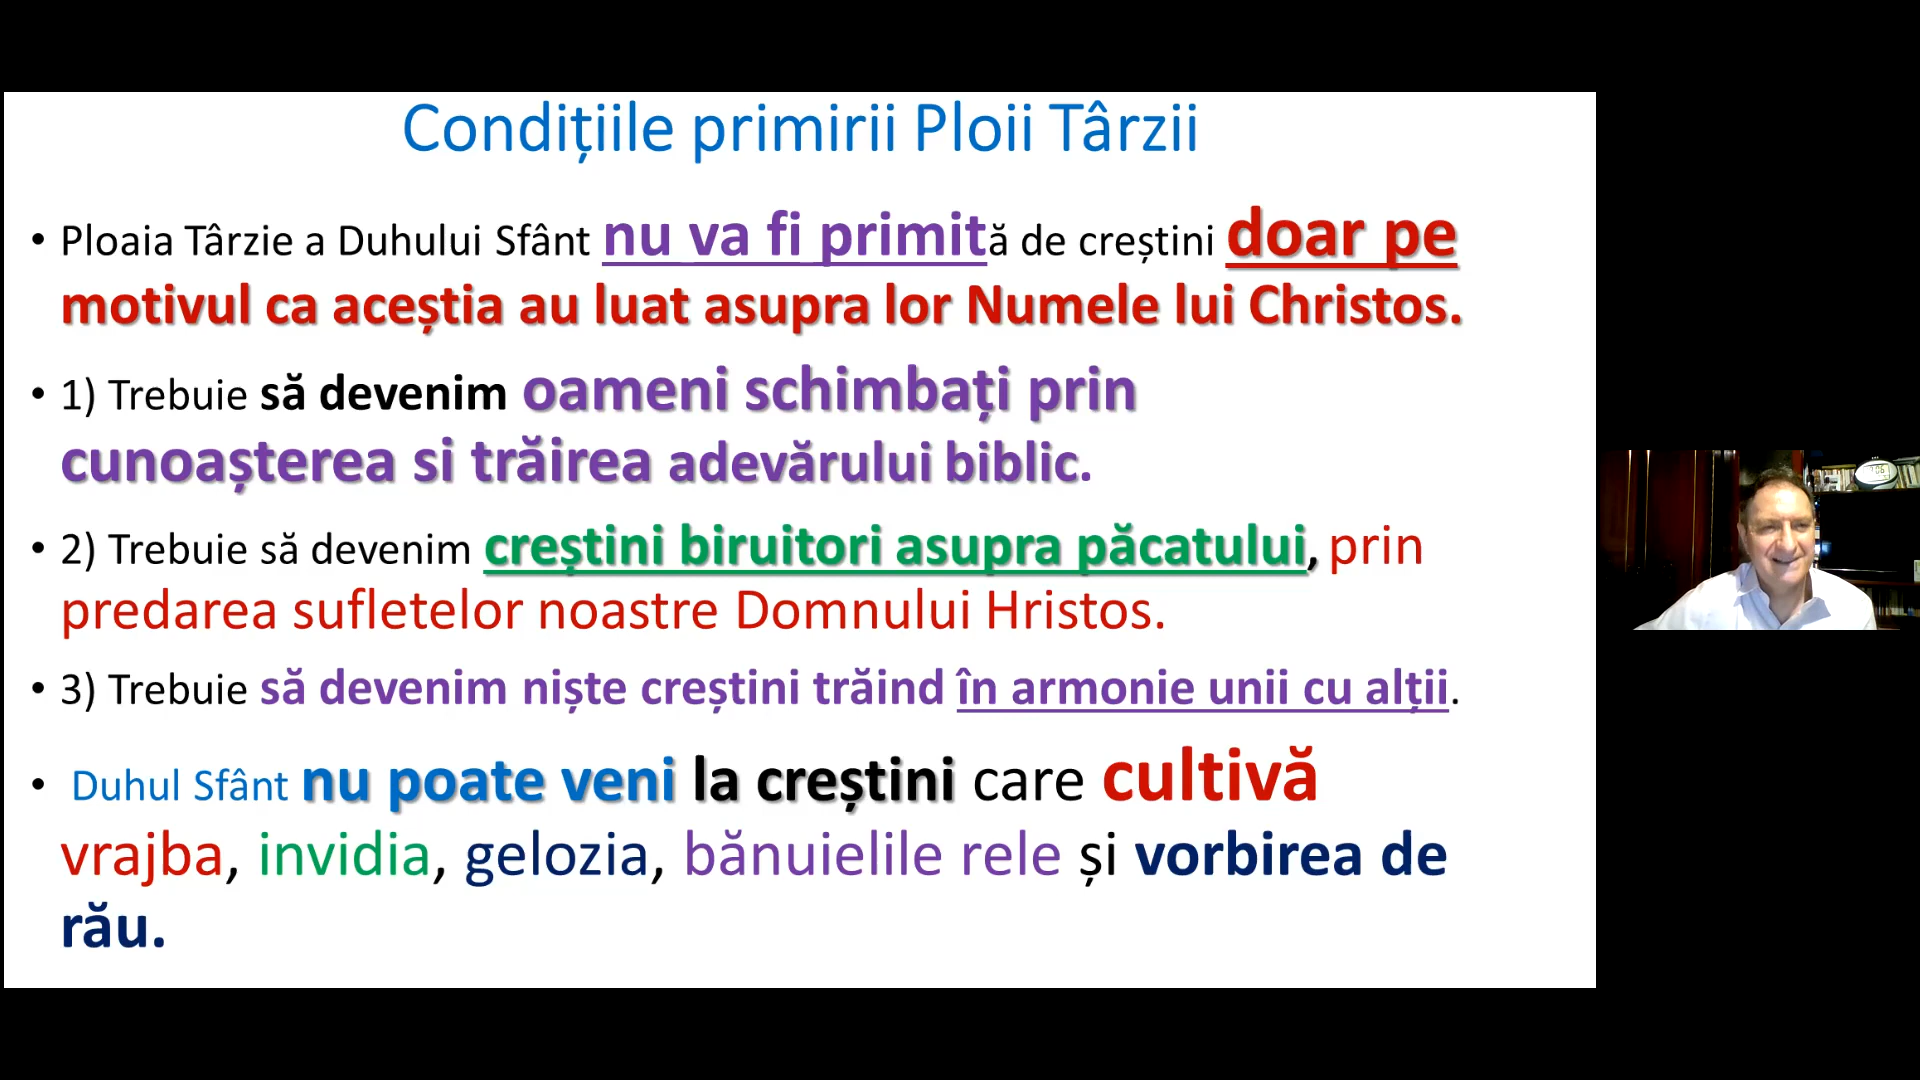 Condițiile primirii Ploii Târzii
• Ploaia Târzie a Duhului Sfânt nu va fi primită de creștini doar pe
motivul ca aceștia au luat asupra lor Numele lui Christos.
• 1) Trebuie să devenim oameni schimbați prin
cunoașterea si trăirea adevărului biblic.
• 2) Trebuie să devenim creștini biruitori asupra păcatului, prin
predarea sufletelor noastre Domnului Hristos.
• 3) Trebuie să devenim niște creștini trăind în armonie unii cu alții.
• Duhul Sfânt nu poate veni la creștini care cultivă
vrajba, invidia, gelozia, bănuielile rele și vorbirea de
rău.